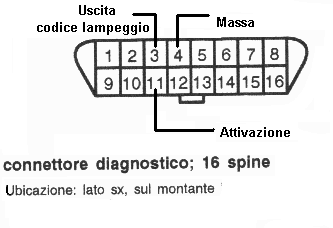 Uscita
codice lampeggio
Massa
1 2 3 4 5 6 7 8
9 10 11 12 13 14 15 16
Attivazione
connettore diagnostico; 16 spine
Ubicazione: lato sx, sul montante